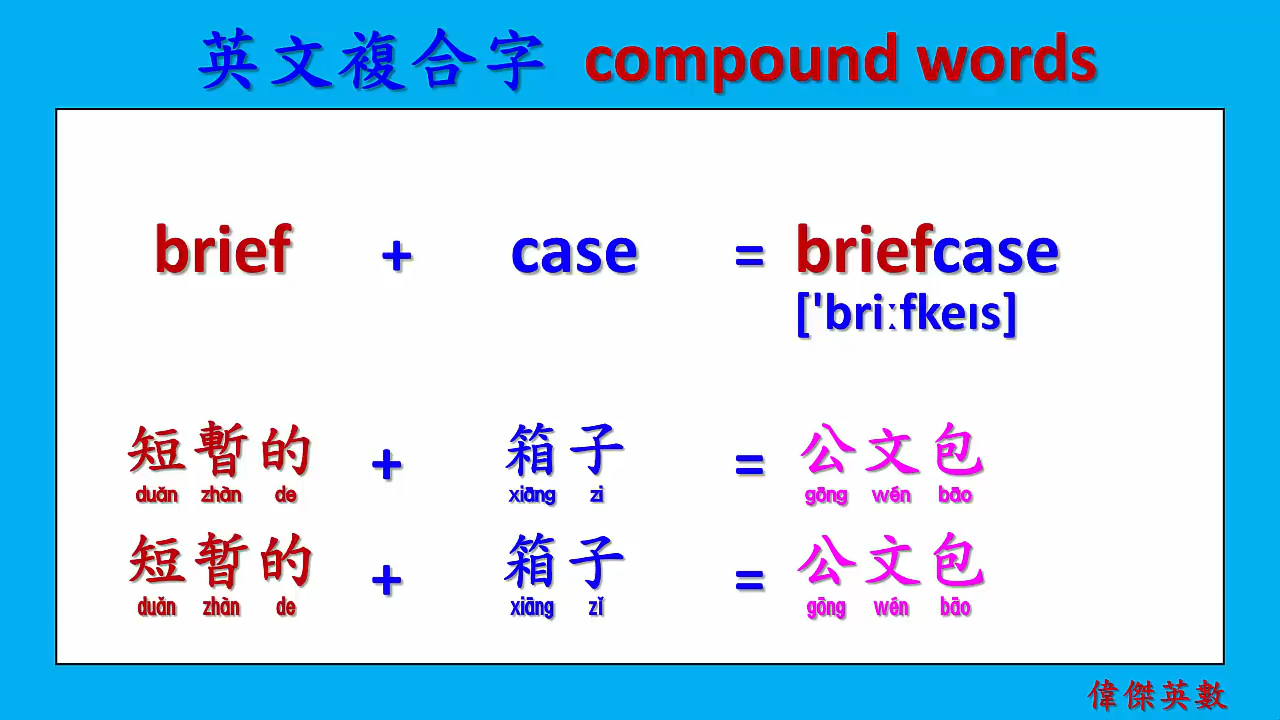 英文複合字 compound words
brief + case = briefcase
['briːfkeɪs]
短暫的 + 箱子 = 公文包
duǎn zhàn de xiāng zi gōng wén bāo
短暂的 + 箱子 = 公文包
duǎn zhàn de xiāng zǐ gōng wén bāo
偉傑英數